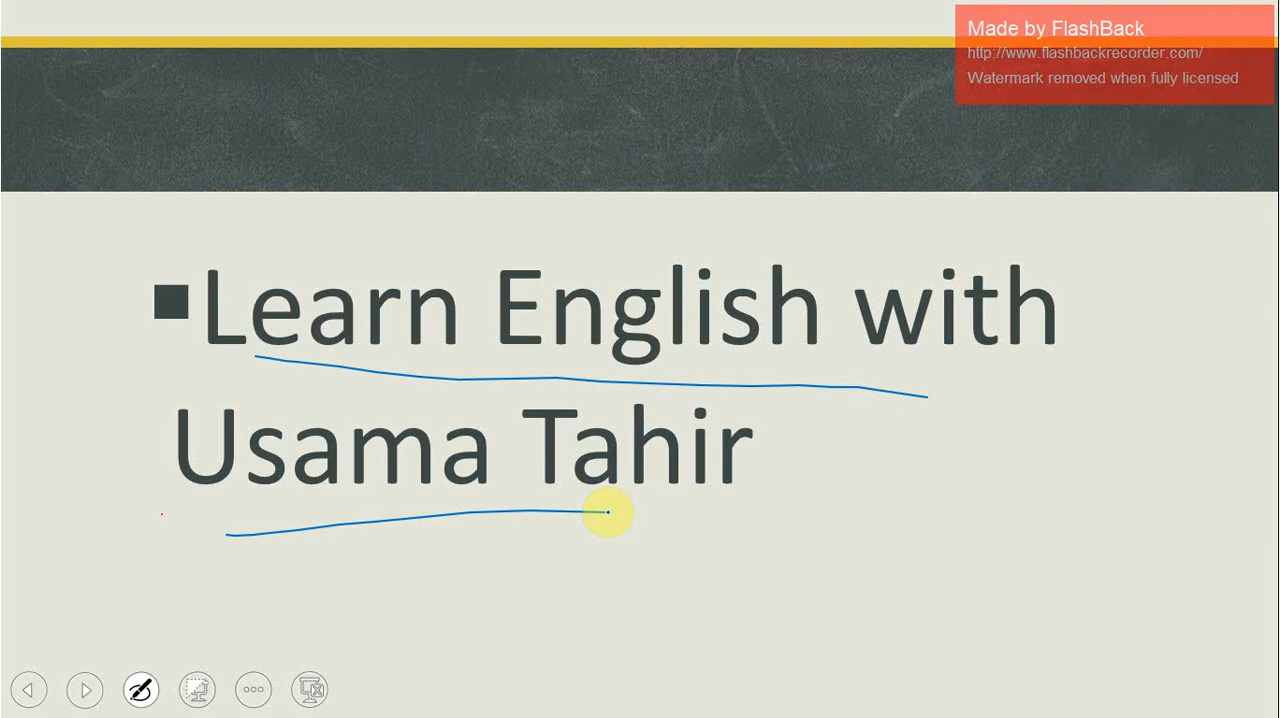 Made by FlashBack
http://www.flashbackrecorder.com/
Watermark removed when fully licensed
Learn English with
Usama Tahir